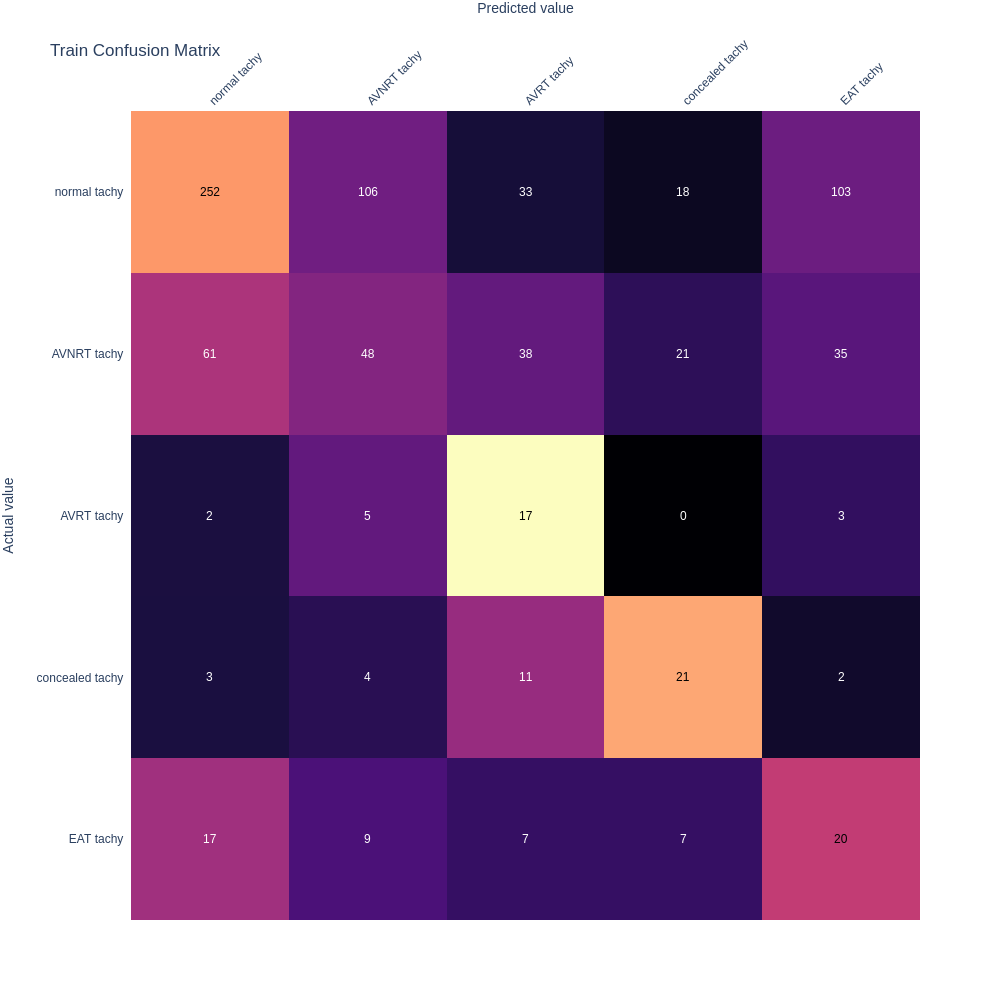 Predicted value
Train Confusion Matrix
normal tachy
AVNRT tachy
AVRT tachy
concealed tachy
EAT tachy
normal tachy 252 106 33 18 103
AVNRT tachy 61 48 38 21 35
AVRT tachy 2 5 17 0 3
concealed tachy 3 4 11 21 2
EAT tachy 17 9 7 7 20
Actual value